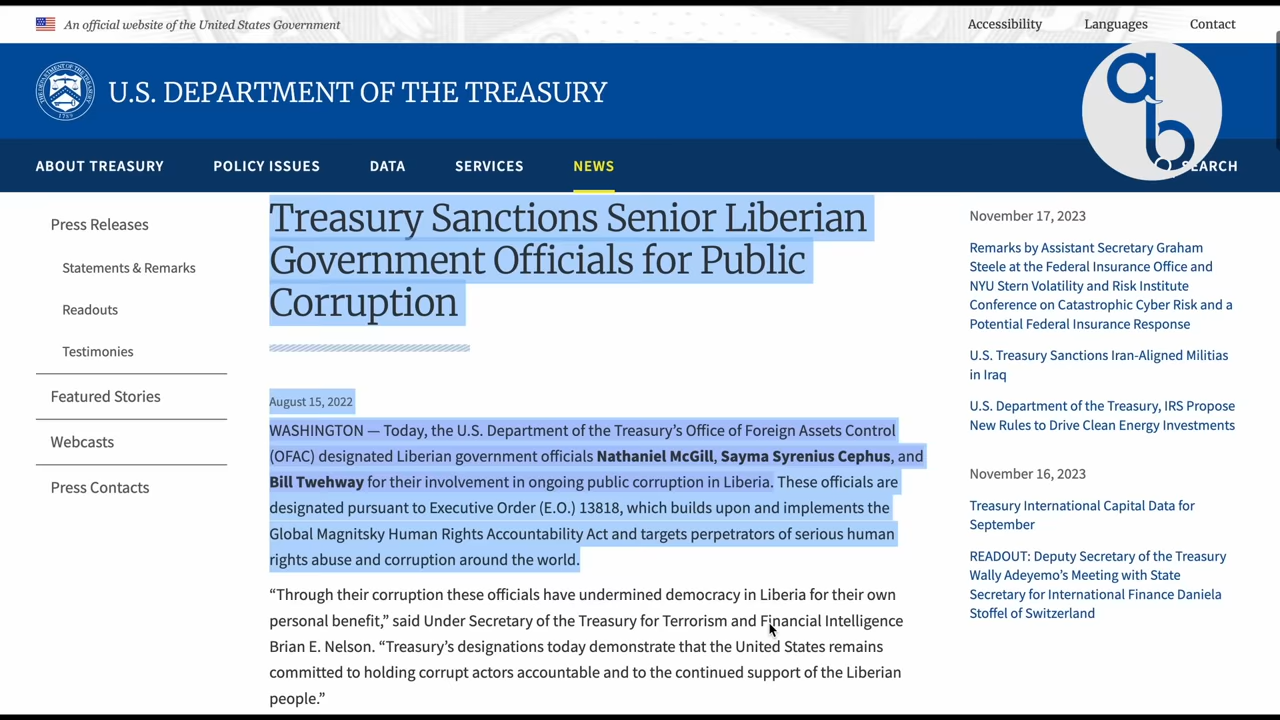 An official website of the United States Government
Accessibility
Languages
Contact
U.S. DEPARTMENT OF THE TREASURY
ab
ABOUT TREASURY
POLICY ISSUES
DATA
SERVICES
NEWS
SEARCH
Press Releases
Statements & Remarks
Readouts
Testimonies
Featured Stories
Webcasts
Press Contacts
Treasury Sanctions Senior Liberian
Government Officials for Public
Corruption
August 15, 2022
WASHINGTON — Today, the U.S. Department of the Treasury’s Office of Foreign Assets Control
(OFAC) designated Liberian government officials Nathaniel McGill, Sayma Syrenius Cephus, and
Bill Twehway for their involvement in ongoing public corruption in Liberia. These officials are
designated pursuant to Executive Order (E.O.) 13818, which builds upon and implements the
Global Magnitsky Human Rights Accountability Act and targets perpetrators of serious human
rights abuse and corruption around the world.
“Through their corruption these officials have undermined democracy in Liberia for their own
personal benefit,” said Under Secretary of the Treasury for Terrorism and Financial Intelligence
Brian E. Nelson. “Treasury’s designations today demonstrate that the United States remains
committed to holding corrupt actors accountable and to the continued support of the Liberian
people.”
November 17, 2023
Remarks by Assistant Secretary Graham
Steele at the Federal Insurance Office and
NYU Stern Volatility and Risk Institute
Conference on Catastrophic Cyber Risk and a
Potential Federal Insurance Response
U.S. Treasury Sanctions Iran-Aligned Militias
in Iraq
U.S. Department of the Treasury, IRS Propose
New Rules to Drive Clean Energy Investments
November 16, 2023
Treasury International Capital Data for
September
READOUT: Deputy Secretary of the Treasury
Wally Adeyemo’s Meeting with State
Secretary for International Finance Daniela
Stoffel of Switzerland